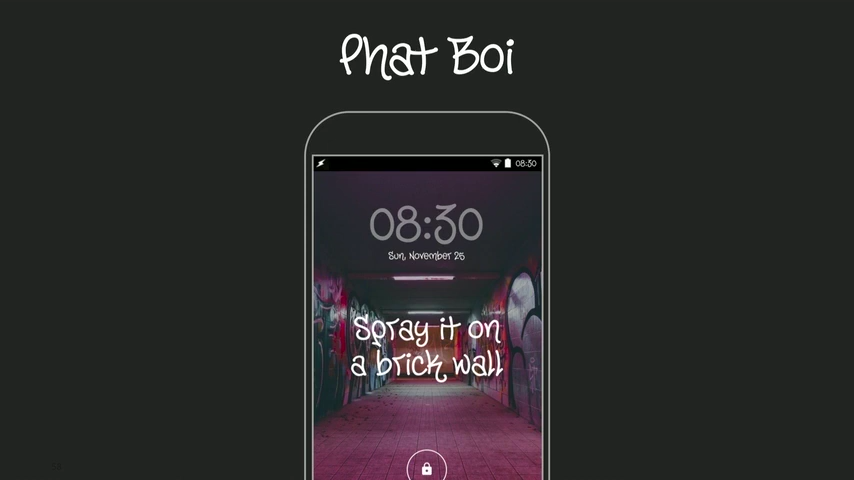 Phat Boi
08:30
08:30
Sun, November 25
Spray it on
a brick wall